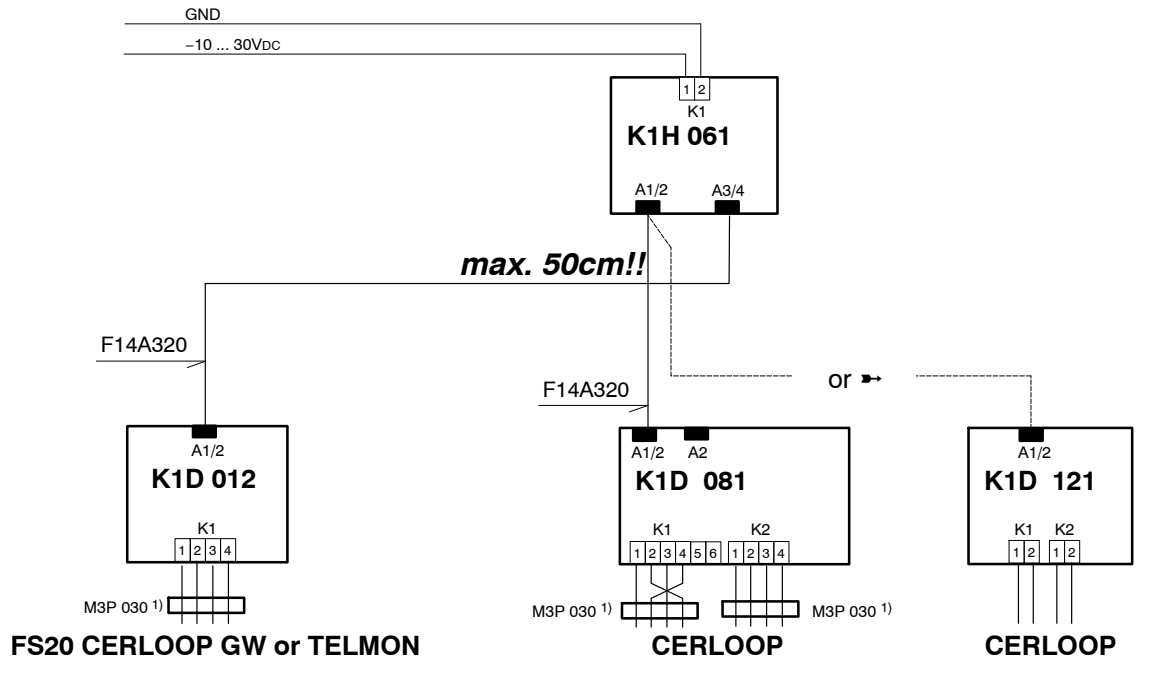 GND
–10 ... 30VDC
1 2
K1
K1H 061
A1/2 A3/4
max. 50cm!!
F14A320
or
F14A320
A1/2
K1D 012
K1
1 2 3 4
M3P 030 1)
FS20 CERLOOP GW or TELMON
A1/2 A2
K1D 081
K1 K2
1 2 3 4 5 6 1 2 3 4
M3P 030 1) M3P 030 1)
CERLOOP
A1/2
K1D 121
K1 K2
1 2 1 2
CERLOOP